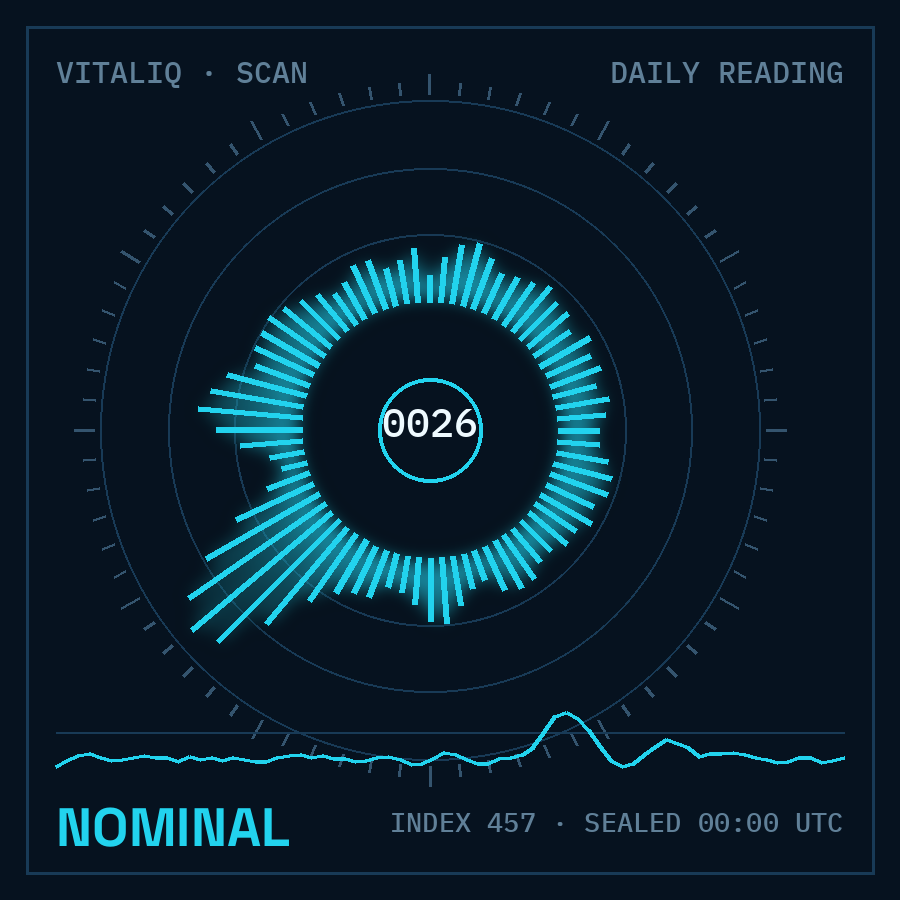 VITALIQ · SCAN
DAILY READING
0026
NOMINAL
INDEX 457 · SEALED 00:00 UTC